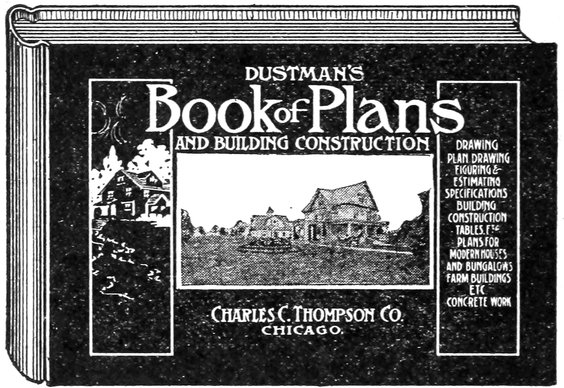 DUSTMAN'S
Book of Plans
AND BUILDING CONSTRUCTION
DRAWING
PLAN DRAWING
FIGURING &
ESTIMATING
SPECIFICATIONS
BUILDING
CONSTRUCTION
TABLES, ETC
PLANS FOR
MODERN HOUSES
AND BUNGALOWS
FARM BUILDINGS
ETC
CONCRETE WORK
CHARLES C. THOMPSON CO.
CHICAGO.